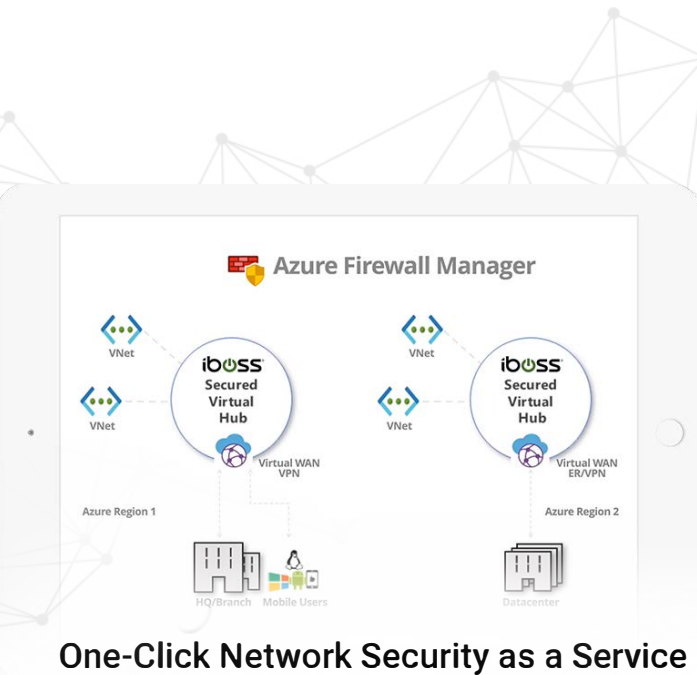 Azure Firewall Manager
VNet
VNet
iboss
Secured
Virtual
Hub
Virtual WAN
VPN
Azure Region 1
HQ/Branch
Mobile Users
VNet
VNet
iboss
Secured
Virtual
Hub
Virtual WAN
ER/VPN
Azure Region 2
Datacenter
One-Click Network Security as a Service